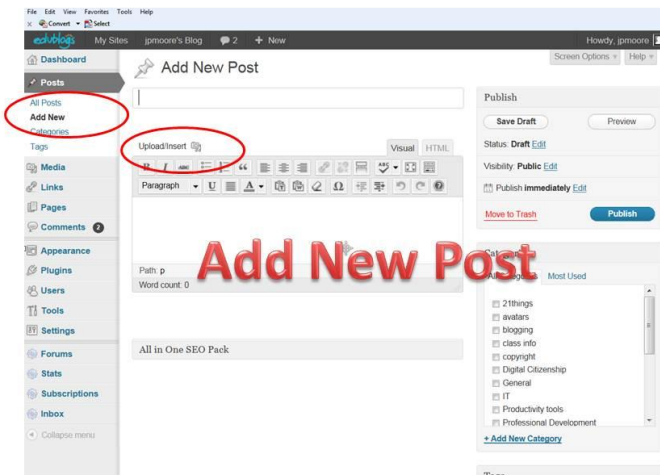 File Edit View Favorites Tools Help
x Convert Select
edublogs My Sites jpmoore's Blog 2 + New Howdy, jpmoore
Screen Options Help
Dashboard
Add New Post
Posts
All Posts
Add New
Categories
Tags
Media
Links
Pages
Comments 2
Appearance
Plugins
Users
Tools
Settings
Forums
Stats
Subscriptions
Inbox
Collapse menu
Upload/Insert
Visual HTML
B I ABC ABC
Paragraph U A Ω
Path: p
Word count: 0
Add New Post
All in One SEO Pack
Publish
Save Draft Preview
Status: Draft Edit
Visibility: Public Edit
Publish immediately Edit
Move to Trash Publish
Most Used
21things
avatars
blogging
class info
copyright
Digital Citizenship
General
IT
Productivity tools
Professional Development
+ Add New Category